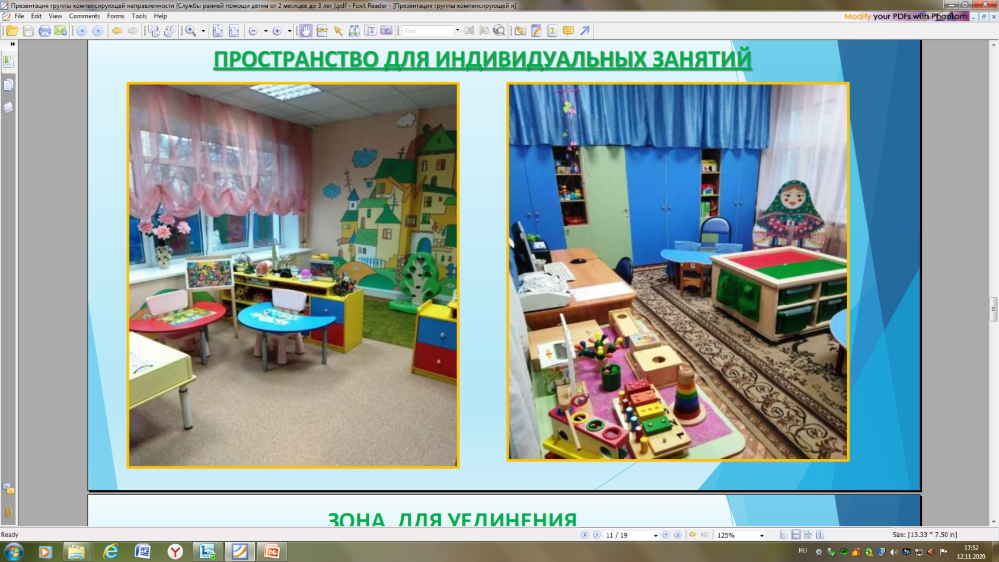 Презентация группы компенсирующей направленности (Службы ранней помощи детям от 2 месяцев до 3 лет ).pdf - Foxit Reader - [Презентация группы компенсирующей н]
File Edit View Comments Forms Tools Help
Modify your PDFs with Phantom
Find
ПРОСТРАНСТВО ДЛЯ ИНДИВИДУАЛЬНЫХ ЗАНЯТИЙ
ЗОНА ДЛЯ УЕДИНЕНИЯ
Ready
11 / 19
125%
Size: [13.33 * 7.50 in]
RU
17:52
12.11.2020